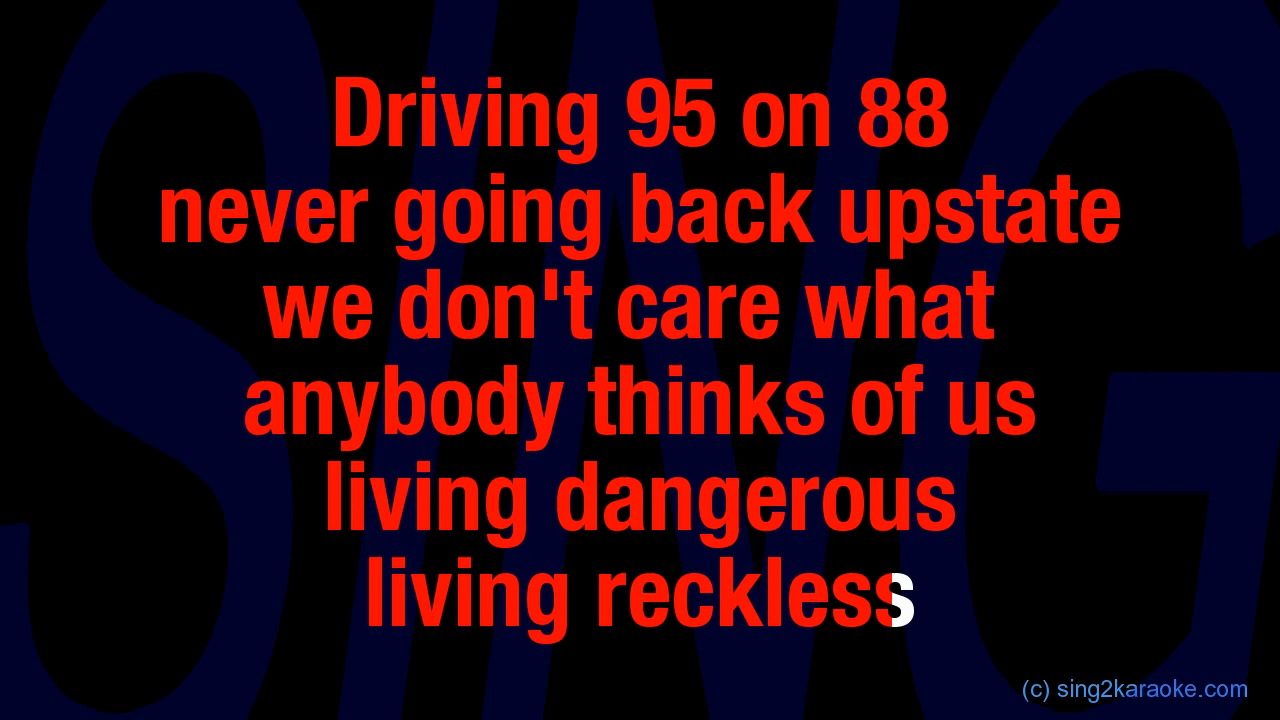 Driving 95 on 88
never going back upstate
we don't care what
anybody thinks of us
living dangerous
living reckless
(c) sing2karaoke.com
SING